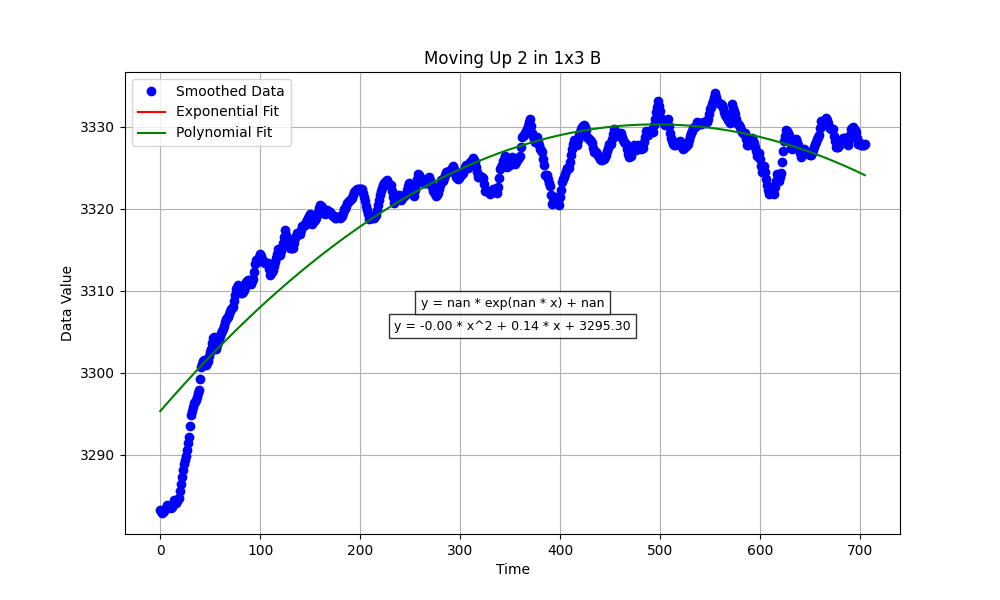 Moving Up 2 in 1x3 B
Smoothed Data
Exponential Fit
Polynomial Fit
3330
3320
3310
3300
3290
Data Value
y = nan * exp(nan * x) + nan
y = -0.00 * x^2 + 0.14 * x + 3295.30
0 100 200 300 400 500 600 700
Time